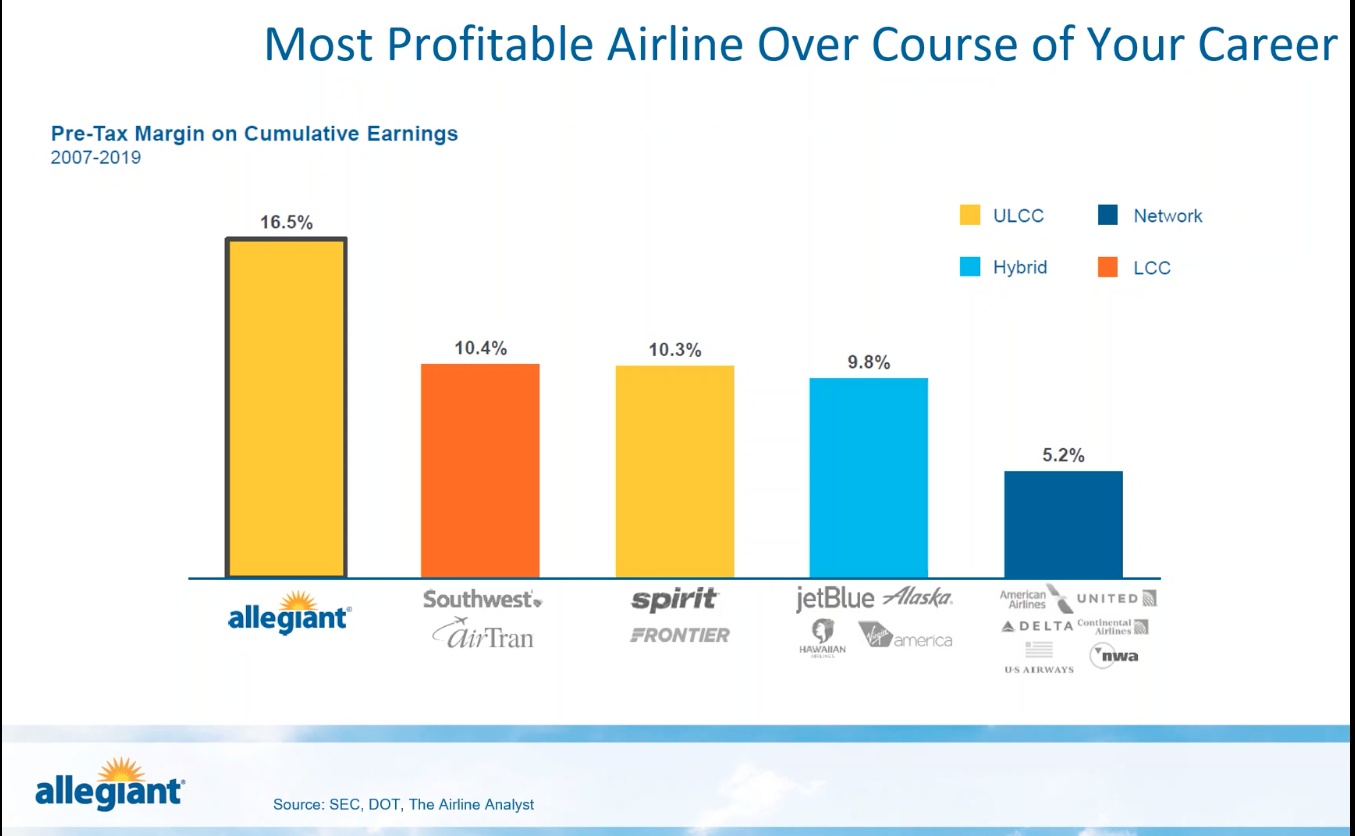 Most Profitable Airline Over Course of Your Career
Pre-Tax Margin on Cumulative Earnings
2007-2019
ULCC
Network
Hybrid
LCC
16.5%
10.4%
10.3%
9.8%
5.2%
allegiant®
Southwest
airTran
spirit
FRONTIER
jetBlue Alaska
HAWAIIAN
AIRLINES
Virgin america
American
Airlines
UNITED
DELTA
Continental
Airlines
U·S AIRWAYS
nwa
allegiant®
Source: SEC, DOT, The Airline Analyst